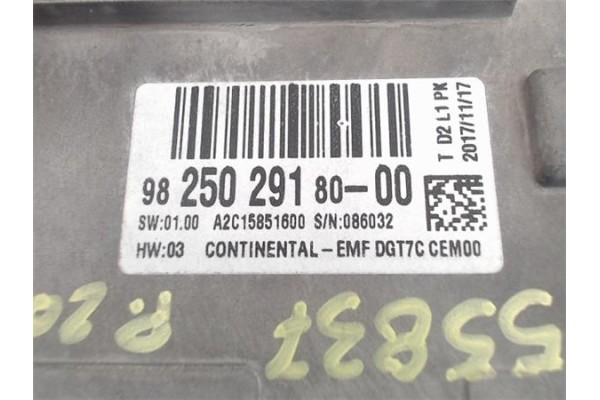 98 250 291 80-00
SW:01.00 A2C15851600 S/N:086032
HW:03 CONTINENTAL-EMF DGT7C CEM00
T D2 L1 PK
2017/11/17
P.20
55837